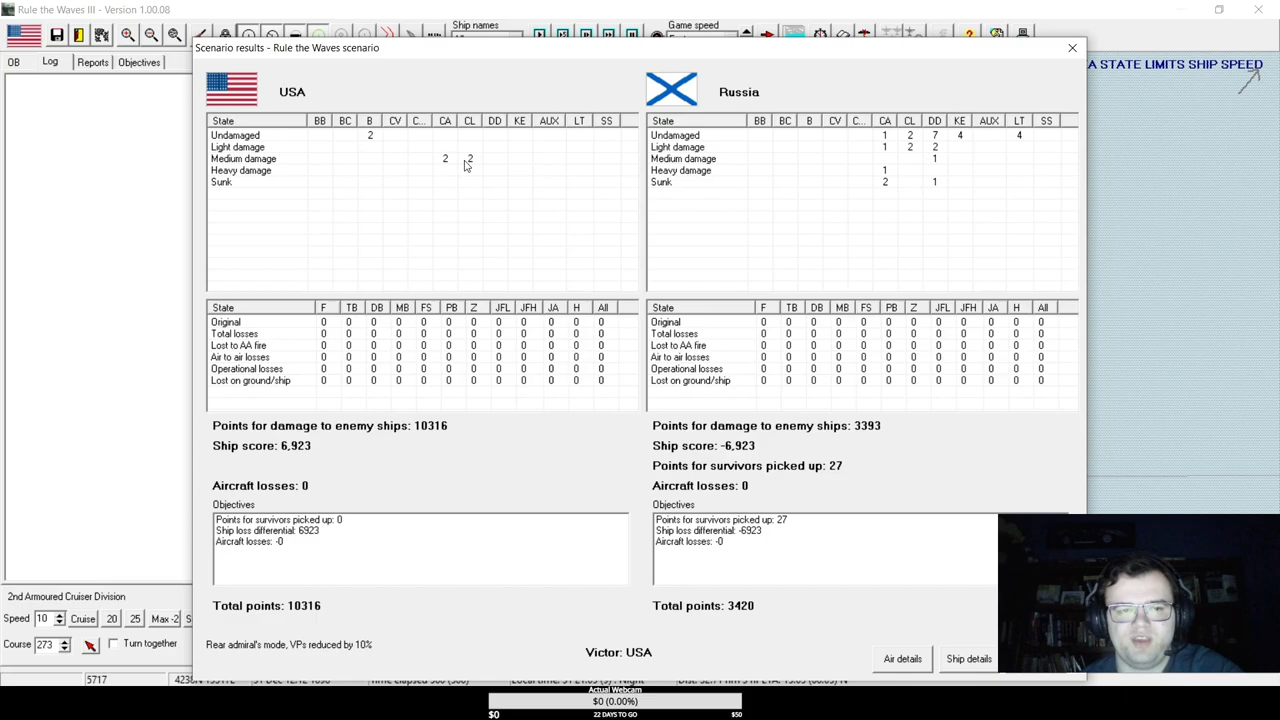 Rule the Waves III - Version 1.00.08
Ship names
Game speed
OB Log Reports Objectives
A STATE LIMITS SHIP SPEED
Scenario results - Rule the Waves scenario
USA
State BB BC B CV C... CA CL DD KE AUX LT SS
Undamaged 2
Light damage
Medium damage 2 2
Heavy damage
Sunk
State F TB DB MB FS PB Z JFL JFH JA H All
Original 0 0 0 0 0 0 0 0 0 0 0 0
Total losses 0 0 0 0 0 0 0 0 0 0 0 0
Lost to AA fire 0 0 0 0 0 0 0 0 0 0 0 0
Air to air losses 0 0 0 0 0 0 0 0 0 0 0 0
Operational losses 0 0 0 0 0 0 0 0 0 0 0 0
Lost on ground/ship 0 0 0 0 0 0 0 0 0 0 0 0
Points for damage to enemy ships: 10316
Ship score: 6,923
Aircraft losses: 0
Objectives
Points for survivors picked up: 0
Ship loss differential: 6923
Aircraft losses: -0
Total points: 10316
Rear admiral's mode, VPs reduced by 10%
Russia
State BB BC B CV C... CA CL DD KE AUX LT SS
Undamaged 1 2 7 4 4
Light damage 1 2 2
Medium damage 1
Heavy damage 1
Sunk 2 1
State F TB DB MB FS PB Z JFL JFH JA H All
Original 0 0 0 0 0 0 0 0 0 0 0 0
Total losses 0 0 0 0 0 0 0 0 0 0 0 0
Lost to AA fire 0 0 0 0 0 0 0 0 0 0 0 0
Air to air losses 0 0 0 0 0 0 0 0 0 0 0 0
Operational losses 0 0 0 0 0 0 0 0 0 0 0 0
Lost on ground/ship 0 0 0 0 0 0 0 0 0 0 0 0
Points for damage to enemy ships: 3393
Ship score: -6,923
Points for survivors picked up: 27
Aircraft losses: 0
Objectives
Points for survivors picked up: 27
Ship loss differential: -6923
Aircraft losses: -0
Total points: 3420
Victor: USA
Air details Ship details
2nd Armoured Cruiser Division
Speed 10 Cruise 20 25 Max -2 S
Course 273 Turn together
5717
Actual Webcam
$0 (0.00%)
$0 22 DAYS TO GO $50